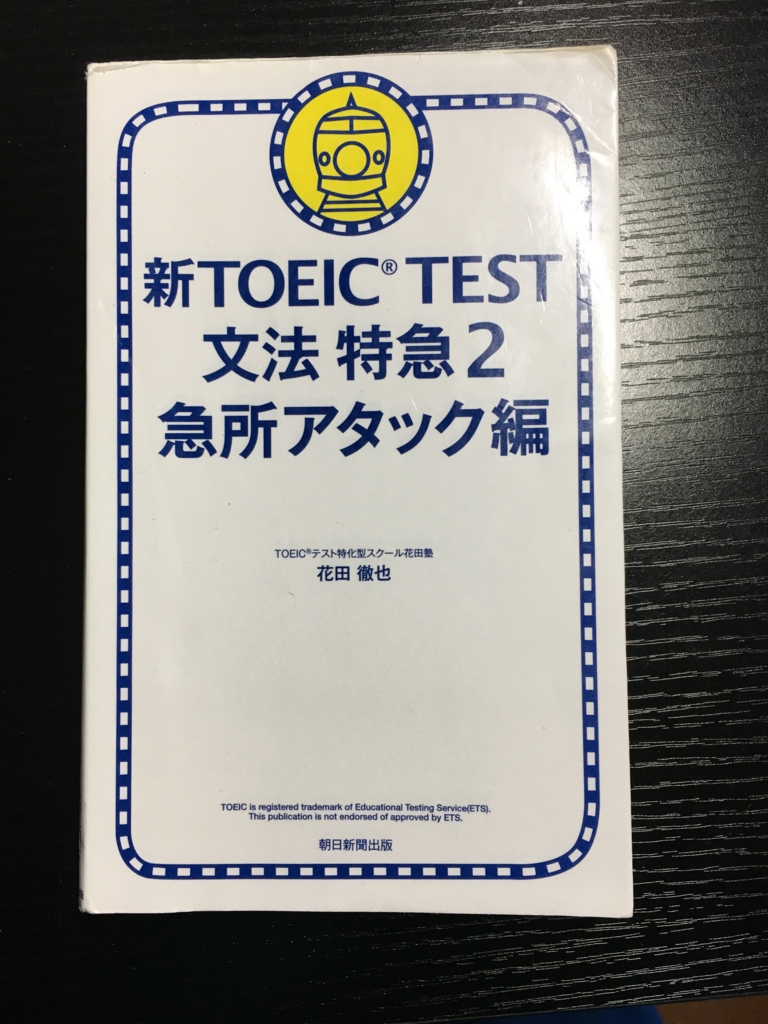 新TOEIC® TEST
文法 特急2
急所アタック編
TOEIC®テスト特化型スクール花田塾
花田 徹也
TOEIC is registered trademark of Educational Testing Service(ETS).
This publication is not endorsed of approved by ETS.
朝日新聞出版